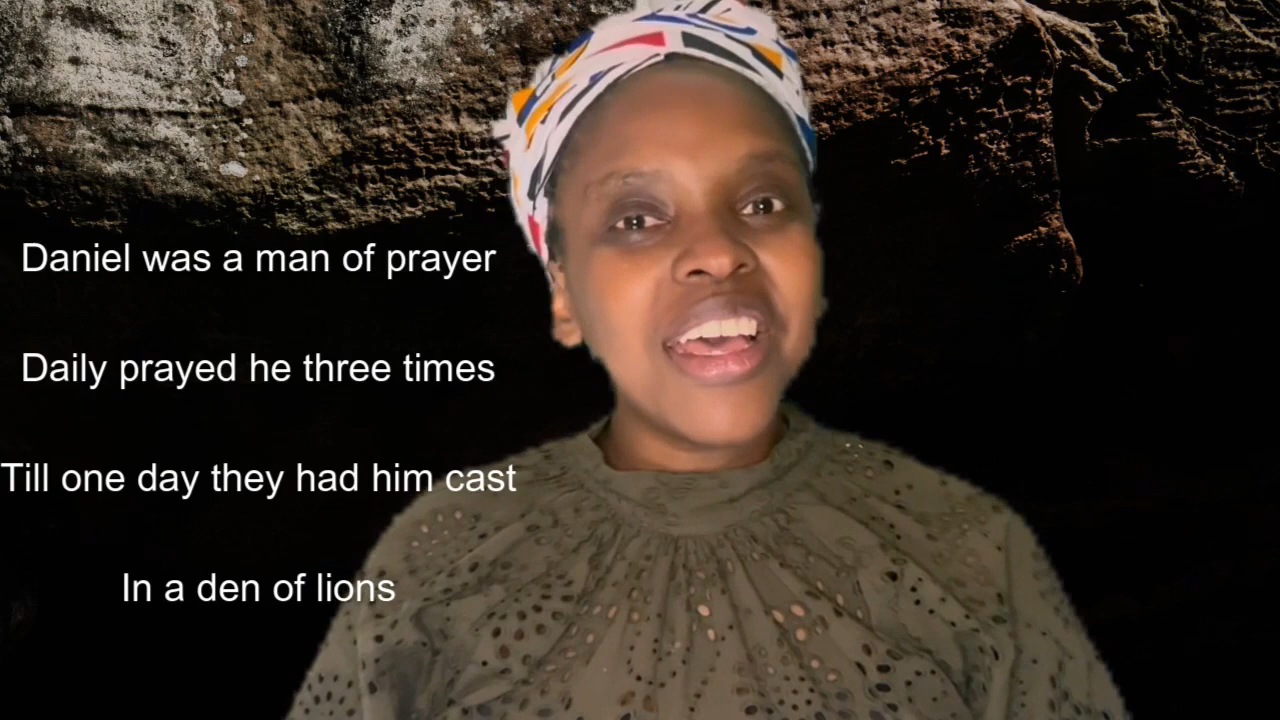 Daniel was a man of prayer
Daily prayed he three times
Till one day they had him cast
In a den of lions